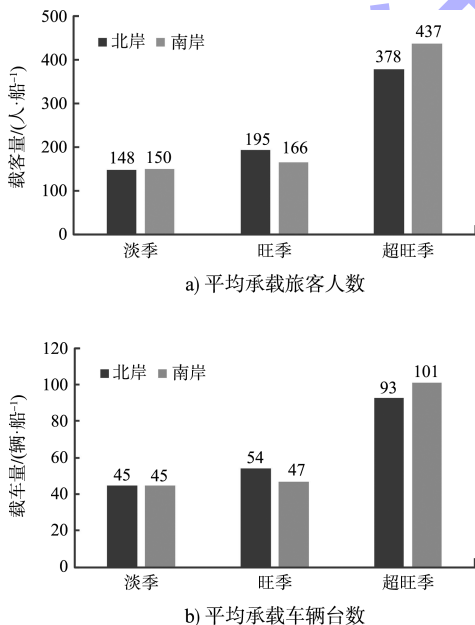 500
400
300
200
100
0
载客量/(人·船⁻¹)
北岸 南岸
148 150
195 166
378 437
淡季 旺季 超旺季
a) 平均承载旅客人数
120
100
80
60
40
20
0
载车量/(辆·船⁻¹)
北岸 南岸
45 45
54 47
93 101
淡季 旺季 超旺季
b) 平均承载车辆台数